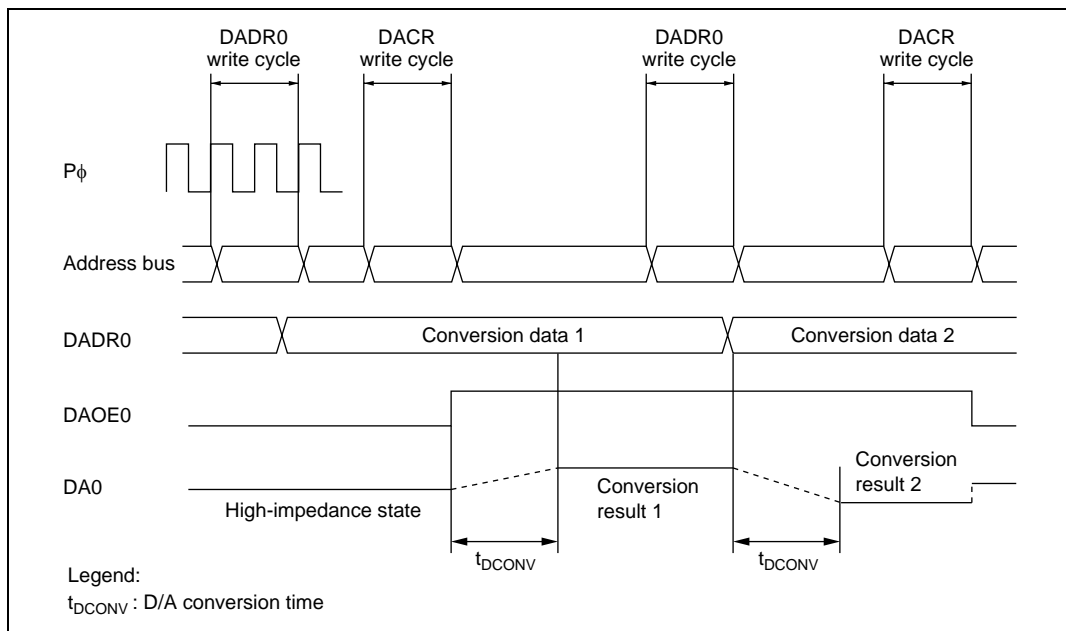 DADR0
write cycle
DACR
write cycle
DADR0
write cycle
DACR
write cycle
Pϕ
Address bus
DADR0
Conversion data 1
Conversion data 2
DAOE0
DA0
High-impedance state
Conversion
result 1
Conversion
result 2
tDCONV
tDCONV
Legend:
tDCONV : D/A conversion time